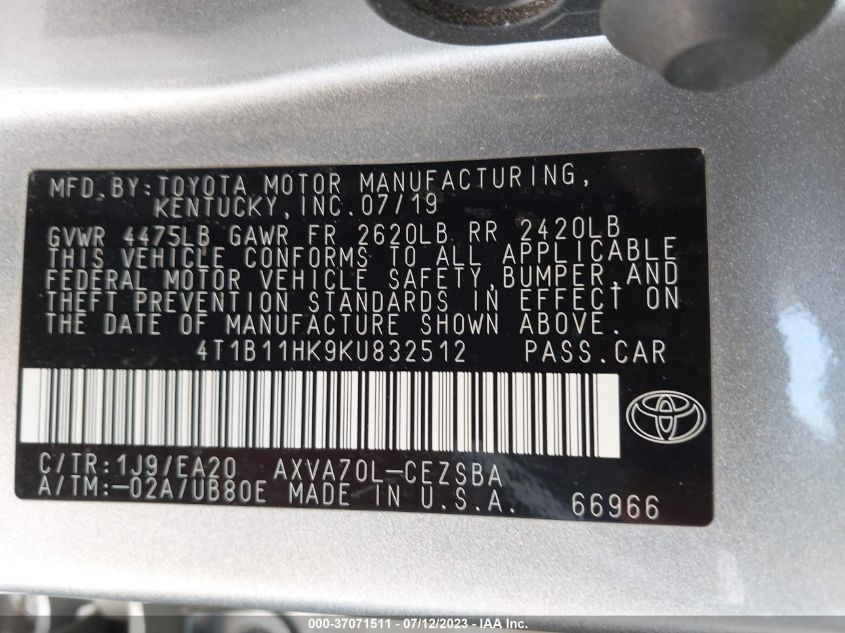 MFD. BY: TOYOTA MOTOR MANUFACTURING,
KENTUCKY, INC. 07/19
GVWR 4475LB GAWR FR 2620LB RR 2420LB
THIS VEHICLE CONFORMS TO ALL APPLICABLE
FEDERAL MOTOR VEHICLE SAFETY, BUMPER, AND
THEFT PREVENTION STANDARDS IN EFFECT ON
THE DATE OF MANUFACTURE SHOWN ABOVE.
4T1B11HK9KU832512 PASS. CAR
C/TR: 1J9/EA20 AXVA70L-CEZSBA
A/TM: -02A/UB80E MADE IN U.S.A. 66966
000-37071511 - 07/12/2023 - IAA Inc.